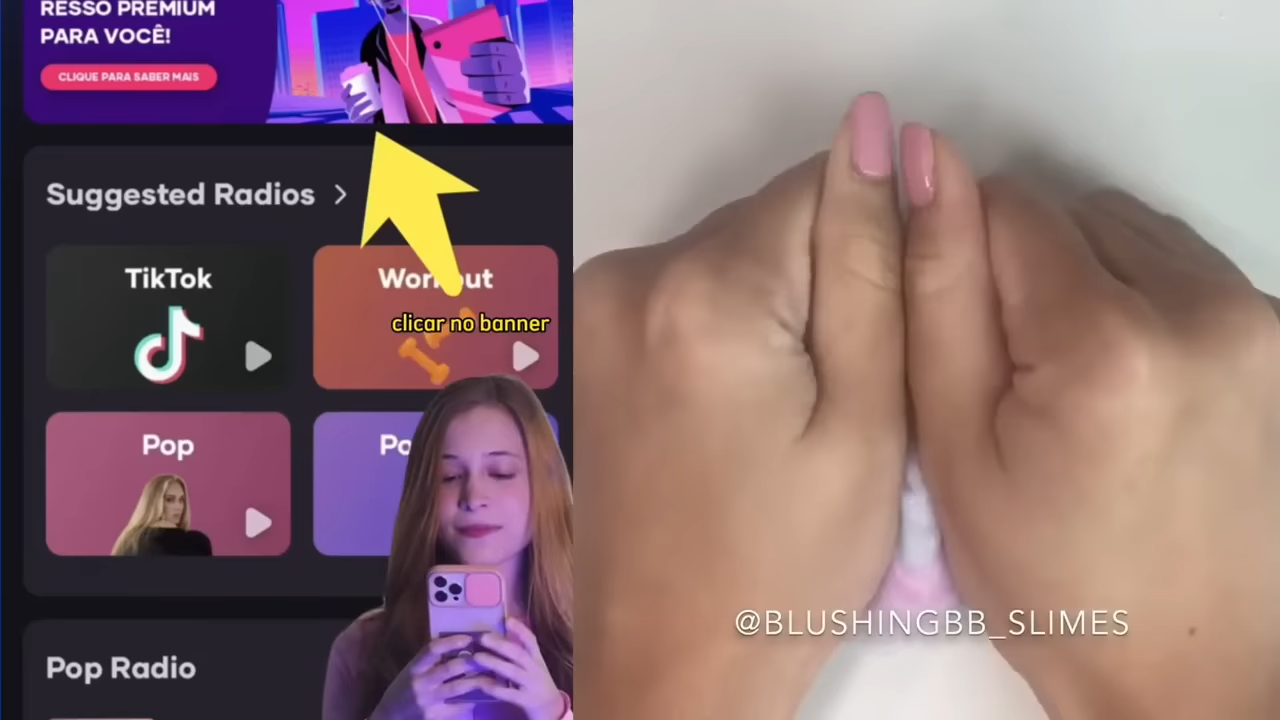 RESSO PREMIUM
PARA VOCÊ!
CLIQUE PARA SABER MAIS
Suggested Radios
TikTok
Workout
clicar no banner
Pop
Pop Radio
@BLUSHINGBB_SLIMES